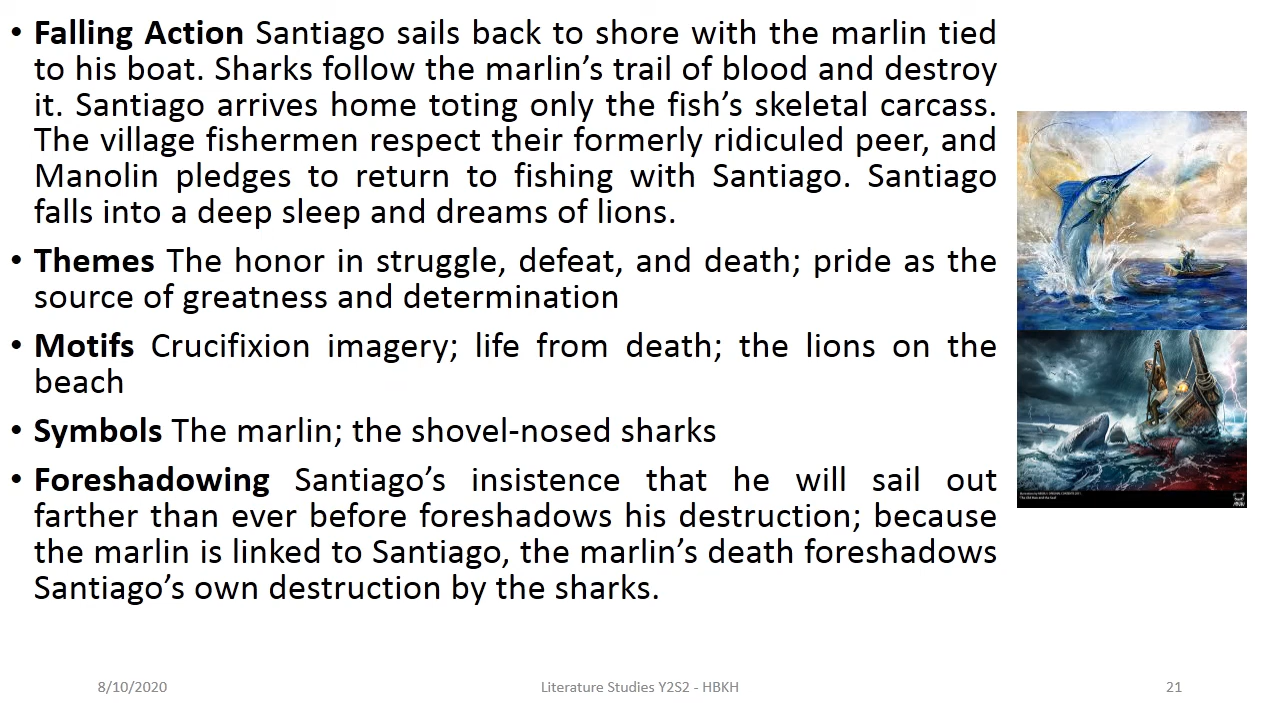 • Falling Action Santiago sails back to shore with the marlin tied
to his boat. Sharks follow the marlin’s trail of blood and destroy
it. Santiago arrives home toting only the fish’s skeletal carcass.
The village fishermen respect their formerly ridiculed peer, and
Manolin pledges to return to fishing with Santiago. Santiago
falls into a deep sleep and dreams of lions.
• Themes The honor in struggle, defeat, and death; pride as the
source of greatness and determination
• Motifs Crucifixion imagery; life from death; the lions on the
beach
• Symbols The marlin; the shovel-nosed sharks
• Foreshadowing Santiago’s insistence that he will sail out
farther than ever before foreshadows his destruction; because
the marlin is linked to Santiago, the marlin’s death foreshadows
Santiago’s own destruction by the sharks.
8/10/2020
Literature Studies Y2S2 - HBKH
21